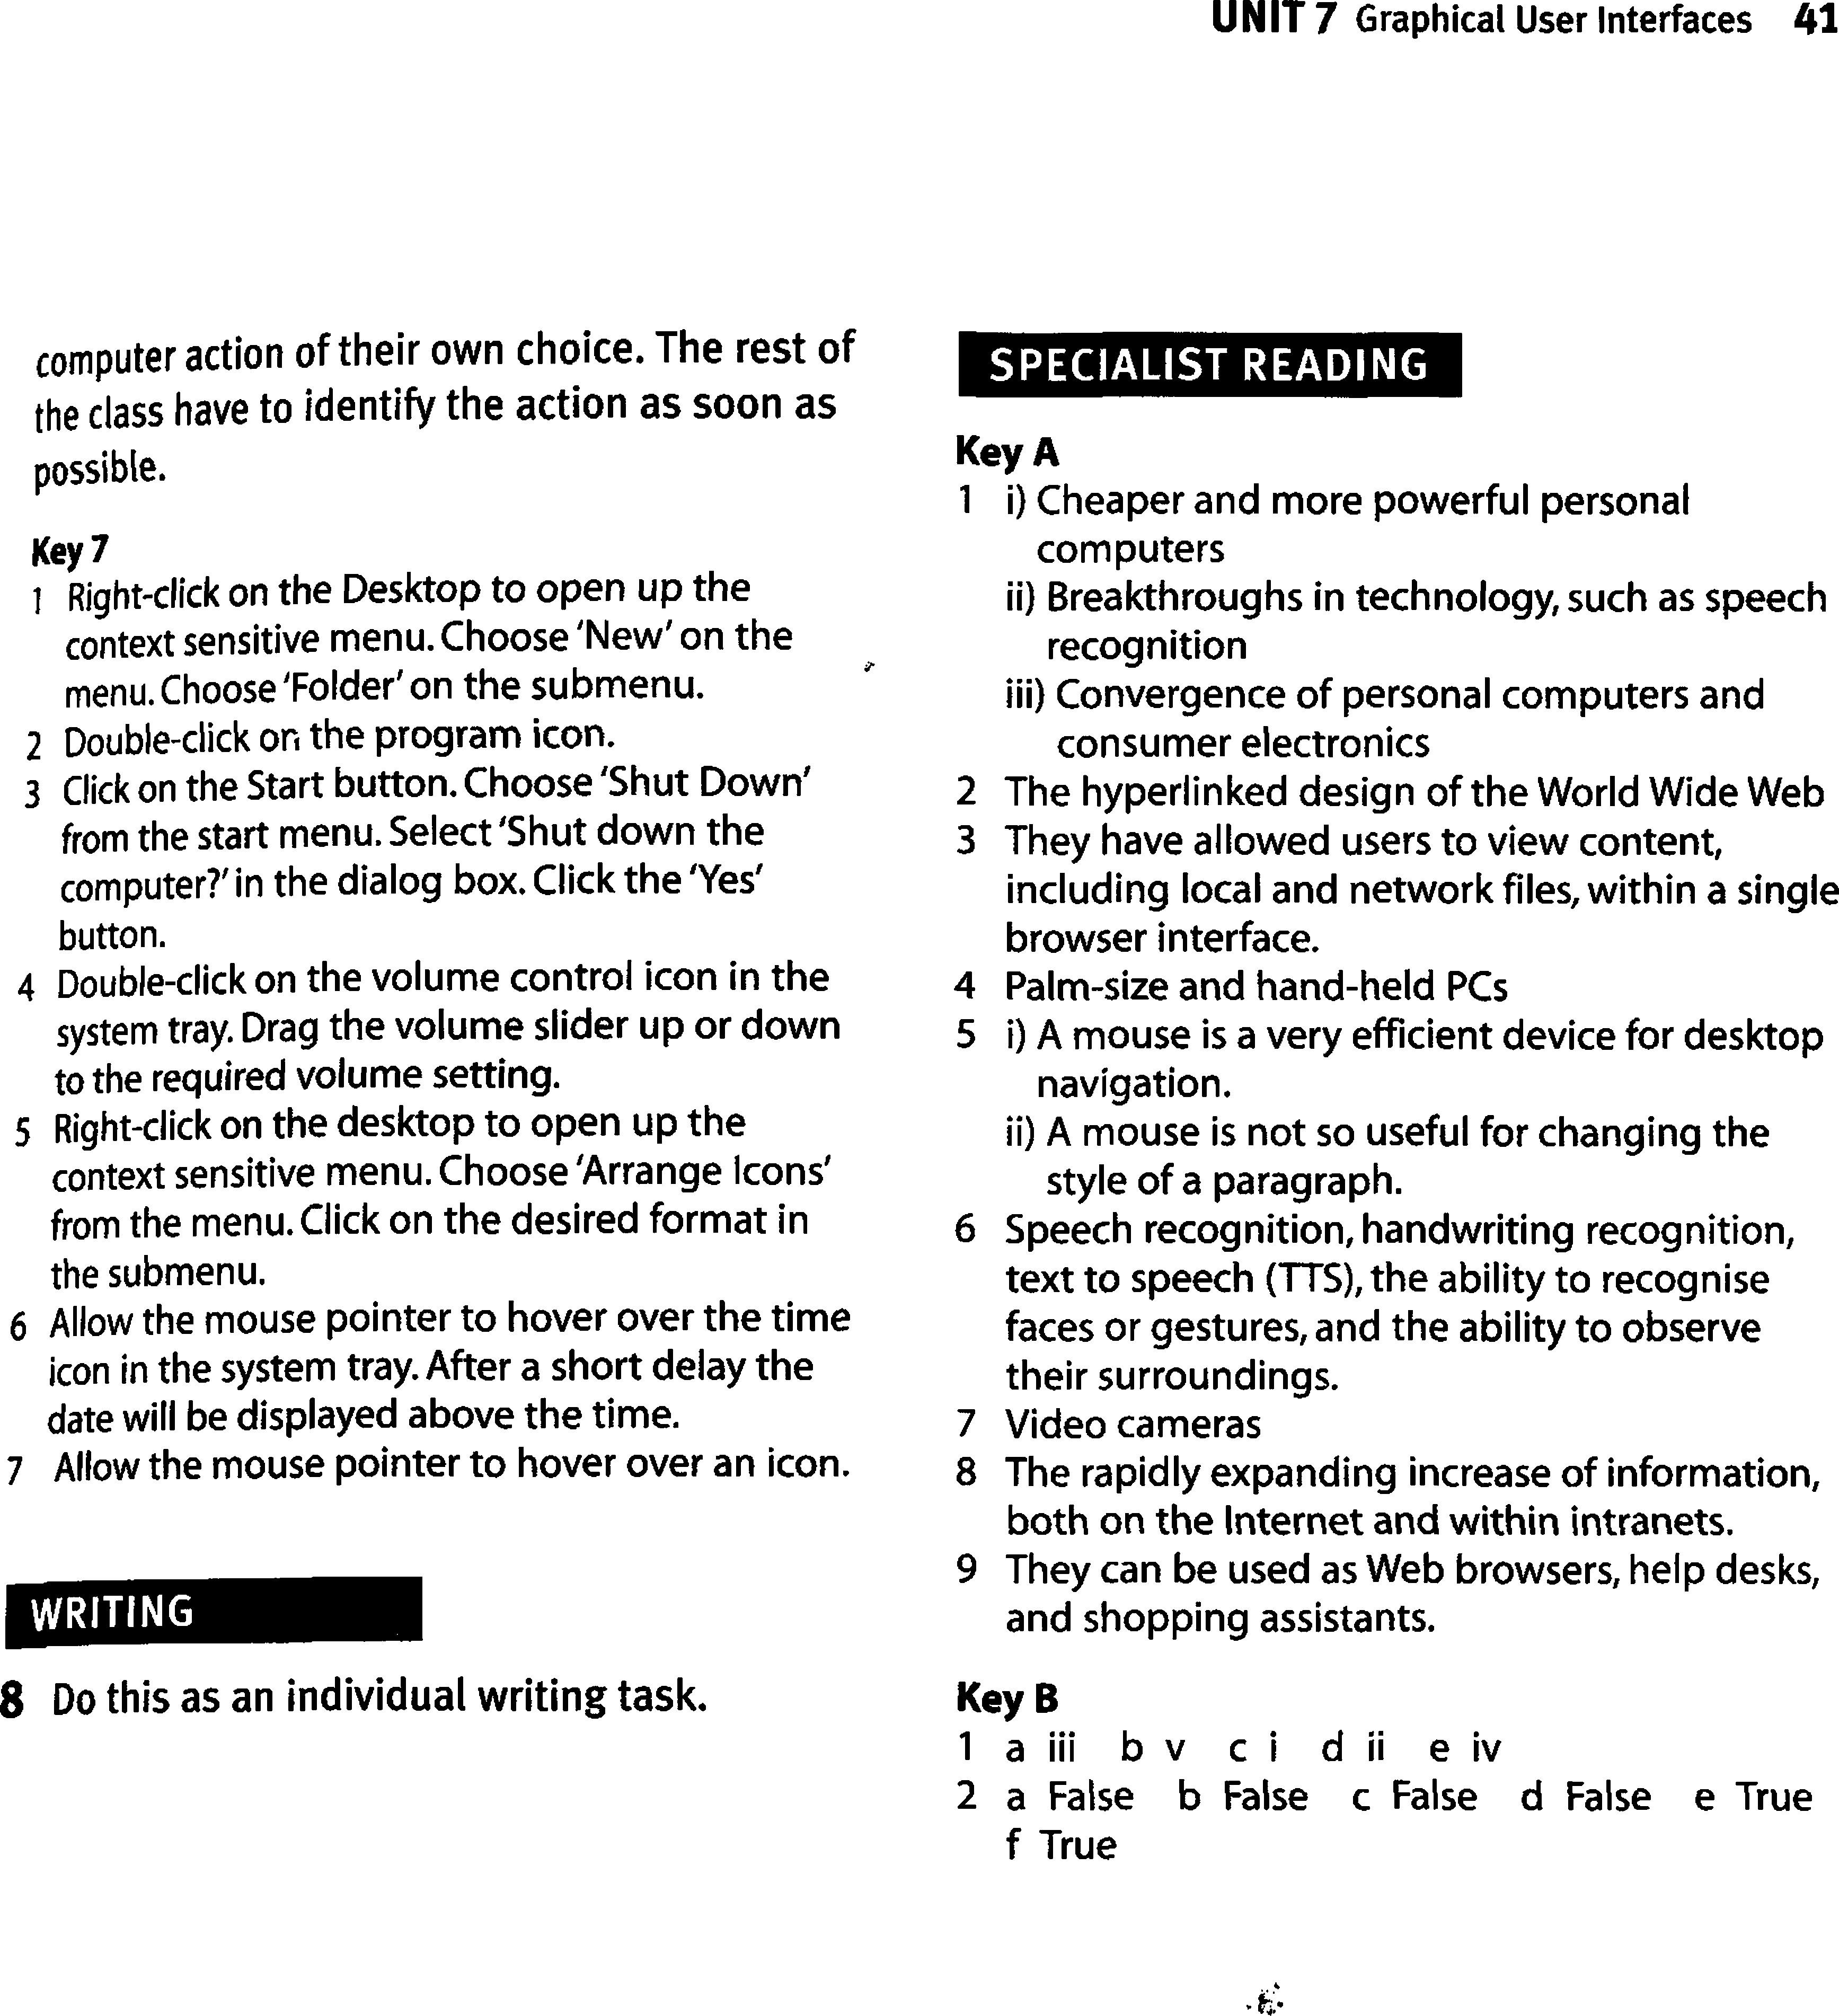 UNIT 7 Graphical User Interfaces 41
computer action of their own choice. The rest of
the class have to identify the action as soon as
possible.
Key 7
1 Right-click on the Desktop to open up the
context sensitive menu. Choose 'New' on the
menu. Choose 'Folder' on the submenu.
2 Double-click on the program icon.
3 Click on the Start button. Choose 'Shut Down'
from the start menu. Select 'Shut down the
computer?' in the dialog box. Click the 'Yes'
button.
4 Double-click on the volume control icon in the
system tray. Drag the volume slider up or down
to the required volume setting.
5 Right-click on the desktop to open up the
context sensitive menu. Choose 'Arrange Icons'
from the menu. Click on the desired format in
the submenu.
6 Allow the mouse pointer to hover over the time
icon in the system tray. After a short delay the
date will be displayed above the time.
7 Allow the mouse pointer to hover over an icon.
WRITING
8 Do this as an individual writing task.
SPECIALIST READING
Key A
1 i) Cheaper and more powerful personal
computers
ii) Breakthroughs in technology, such as speech
recognition
iii) Convergence of personal computers and
consumer electronics
2 The hyperlinked design of the World Wide Web
3 They have allowed users to view content,
including local and network files, within a single
browser interface.
4 Palm-size and hand-held PCs
5 i) A mouse is a very efficient device for desktop
navigation.
ii) A mouse is not so useful for changing the
style of a paragraph.
6 Speech recognition, handwriting recognition,
text to speech (TTS), the ability to recognise
faces or gestures, and the ability to observe
their surroundings.
7 Video cameras
8 The rapidly expanding increase of information,
both on the Internet and within intranets.
9 They can be used as Web browsers, help desks,
and shopping assistants.
Key B
1 a iii b v c i d ii e iv
2 a False b False c False d False e True
f True